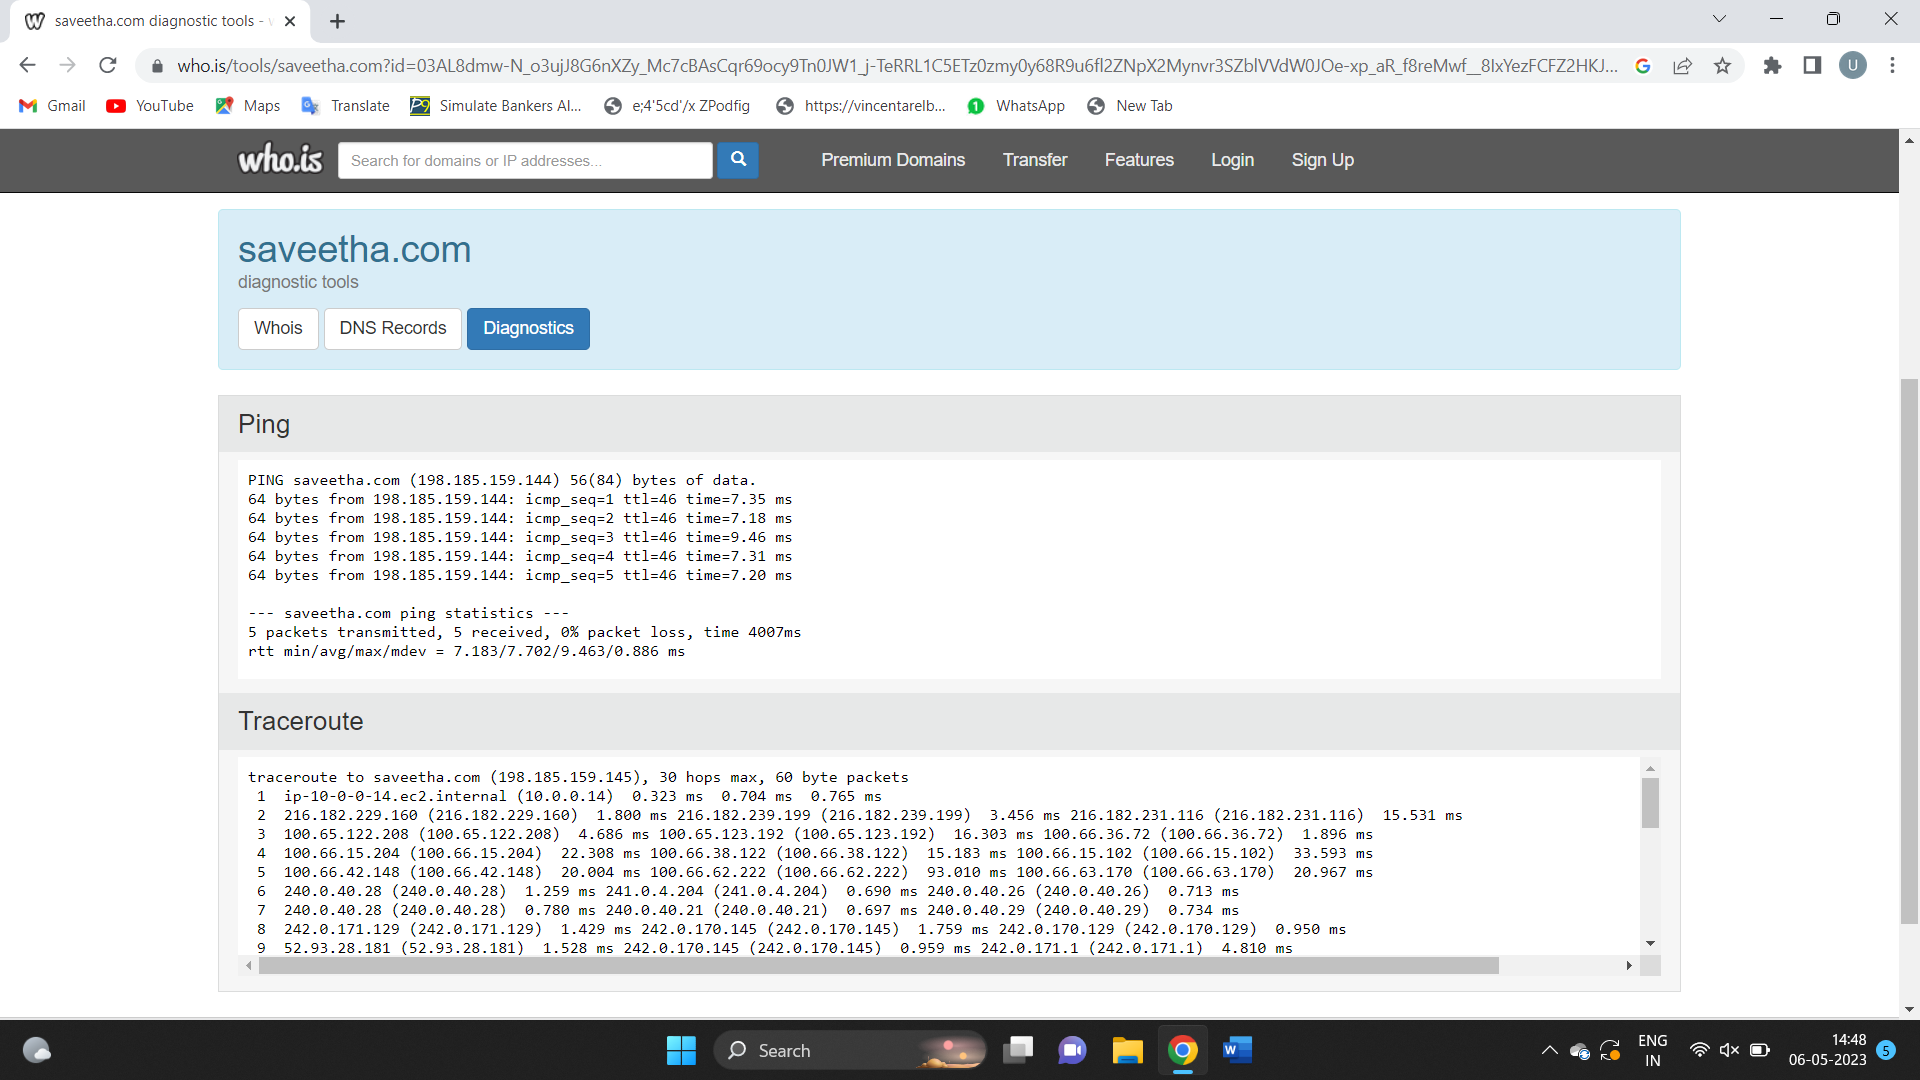 saveetha.com diagnostic tools -
who.is/tools/saveetha.com?id=03AL8dmw-N_o3ujJ8G6nXZy_Mc7cBAsCqr69ocy9Tn0JW1_j-TeRRL1C5ETz0zmy0y68R9u6fl2ZNpX2Mynvr3SZblVVdW0JOe-xp_aR_f8reMwf__8IxYezFCFZ2HKJ... U
Gmail YouTube Maps Translate Simulate Bankers Al... e;4'5cd'/x ZPodfig https://vincentarelb... 1 WhatsApp New Tab
who.is Search for domains or IP addresses... Premium Domains Transfer Features Login Sign Up
saveetha.com
diagnostic tools
Whois DNS Records Diagnostics
Ping
PING saveetha.com (198.185.159.144) 56(84) bytes of data.
64 bytes from 198.185.159.144: icmp_seq=1 ttl=46 time=7.35 ms
64 bytes from 198.185.159.144: icmp_seq=2 ttl=46 time=7.18 ms
64 bytes from 198.185.159.144: icmp_seq=3 ttl=46 time=9.46 ms
64 bytes from 198.185.159.144: icmp_seq=4 ttl=46 time=7.31 ms
64 bytes from 198.185.159.144: icmp_seq=5 ttl=46 time=7.20 ms
--- saveetha.com ping statistics ---
5 packets transmitted, 5 received, 0% packet loss, time 4007ms
rtt min/avg/max/mdev = 7.183/7.702/9.463/0.886 ms
Traceroute
traceroute to saveetha.com (198.185.159.145), 30 hops max, 60 byte packets
1 ip-10-0-0-14.ec2.internal (10.0.0.14) 0.323 ms 0.704 ms 0.765 ms
2 216.182.229.160 (216.182.229.160) 1.800 ms 216.182.239.199 (216.182.239.199) 3.456 ms 216.182.231.116 (216.182.231.116) 15.531 ms
3 100.65.122.208 (100.65.122.208) 4.686 ms 100.65.123.192 (100.65.123.192) 16.303 ms 100.66.36.72 (100.66.36.72) 1.896 ms
4 100.66.15.204 (100.66.15.204) 22.308 ms 100.66.38.122 (100.66.38.122) 15.183 ms 100.66.15.102 (100.66.15.102) 33.593 ms
5 100.66.42.148 (100.66.42.148) 20.004 ms 100.66.62.222 (100.66.62.222) 93.010 ms 100.66.63.170 (100.66.63.170) 20.967 ms
6 240.0.40.28 (240.0.40.28) 1.259 ms 241.0.4.204 (241.0.4.204) 0.690 ms 240.0.40.26 (240.0.40.26) 0.713 ms
7 240.0.40.28 (240.0.40.28) 0.780 ms 240.0.40.21 (240.0.40.21) 0.697 ms 240.0.40.29 (240.0.40.29) 0.734 ms
8 242.0.171.129 (242.0.171.129) 1.429 ms 242.0.170.145 (242.0.170.145) 1.759 ms 242.0.170.129 (242.0.170.129) 0.950 ms
9 52.93.28.181 (52.93.28.181) 1.528 ms 242.0.170.145 (242.0.170.145) 0.959 ms 242.0.171.1 (242.0.171.1) 4.810 ms
Search
ENG
IN
14:48
06-05-2023
5